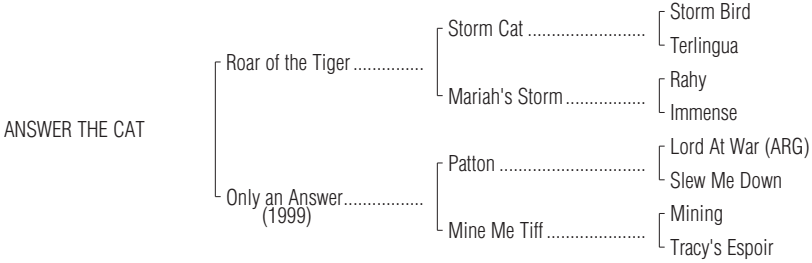 Storm Bird
Storm Cat ........................
Terlingua
Roar of the Tiger ...............
Rahy
Mariah's Storm .................
Immense
ANSWER THE CAT
Lord At War (ARG)
Patton ..............................
Slew Me Down
Only an Answer.................
(1999)
Mining
Mine Me Tiff .....................
Tracy's Espoir